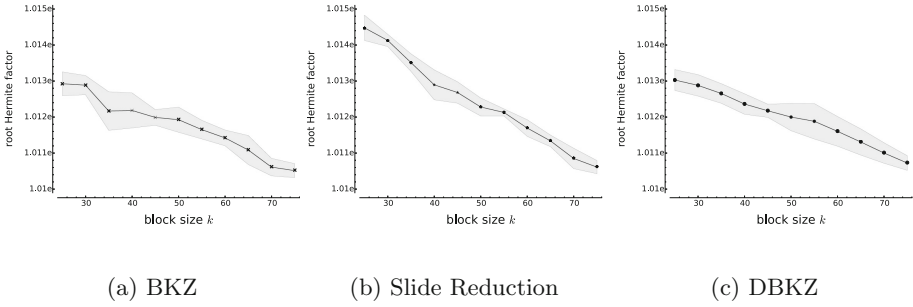 1.015e 1.015e 1.015e
1.014e 1.014e 1.014e
1.013e 1.013e 1.013e
1.012e 1.012e 1.012e
1.011e 1.011e 1.011e
1.01e 1.01e 1.01e
root Hermite factor root Hermite factor root Hermite factor
30 40 50 60 70 30 40 50 60 70 30 40 50 60 70
block size k block size k block size k
(a) BKZ (b) Slide Reduction (c) DBKZ